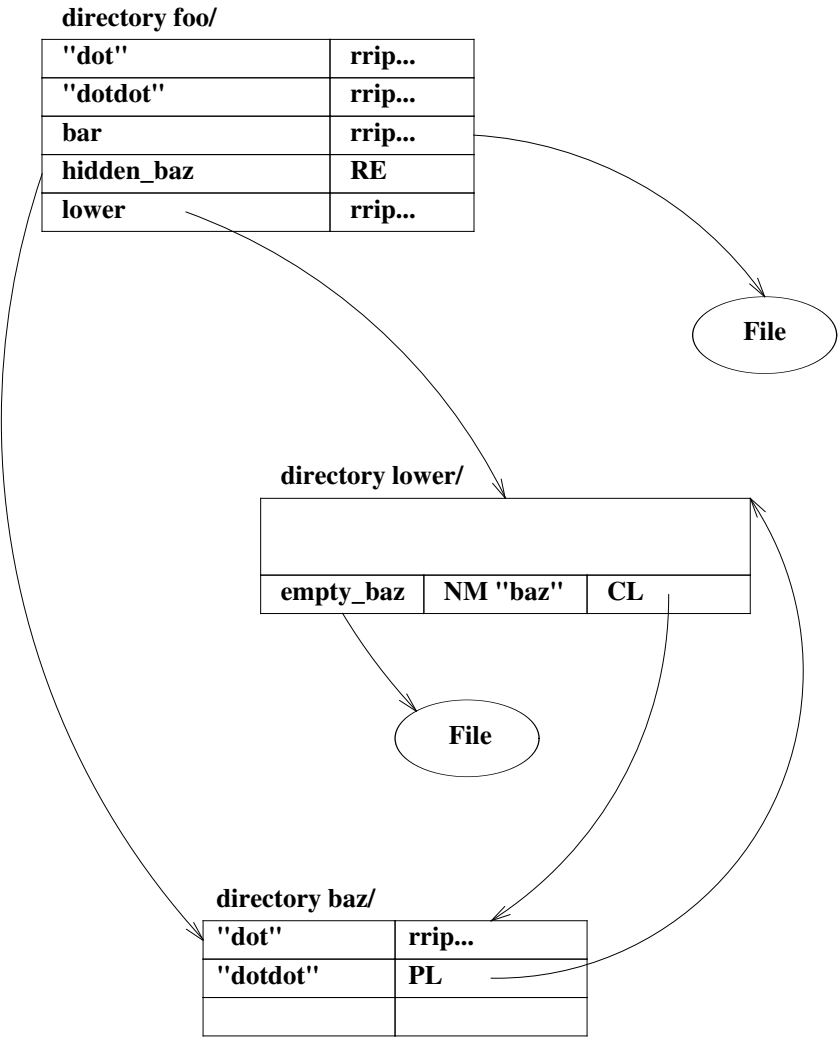 directory foo/
"dot" rrip...
"dotdot" rrip...
bar rrip...
hidden_baz RE
lower rrip...
File
directory lower/
empty_baz NM "baz" CL
File
directory baz/
"dot" rrip...
"dotdot" PL